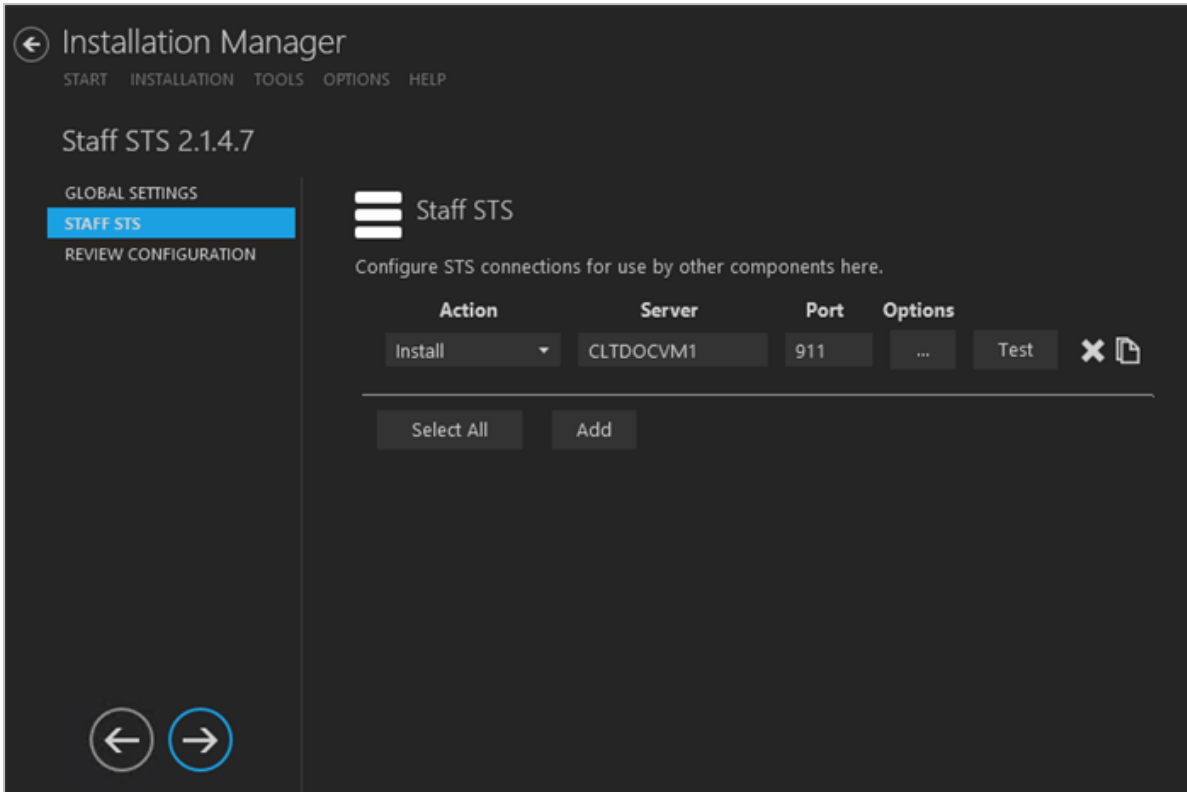 Installation Manager
START INSTALLATION TOOLS OPTIONS HELP
Staff STS 2.1.4.7
GLOBAL SETTINGS
STAFF STS
REVIEW CONFIGURATION
Staff STS
Configure STS connections for use by other components here.
Action Server Port Options
Install CLTDOCVM1 911 ... Test
Select All Add